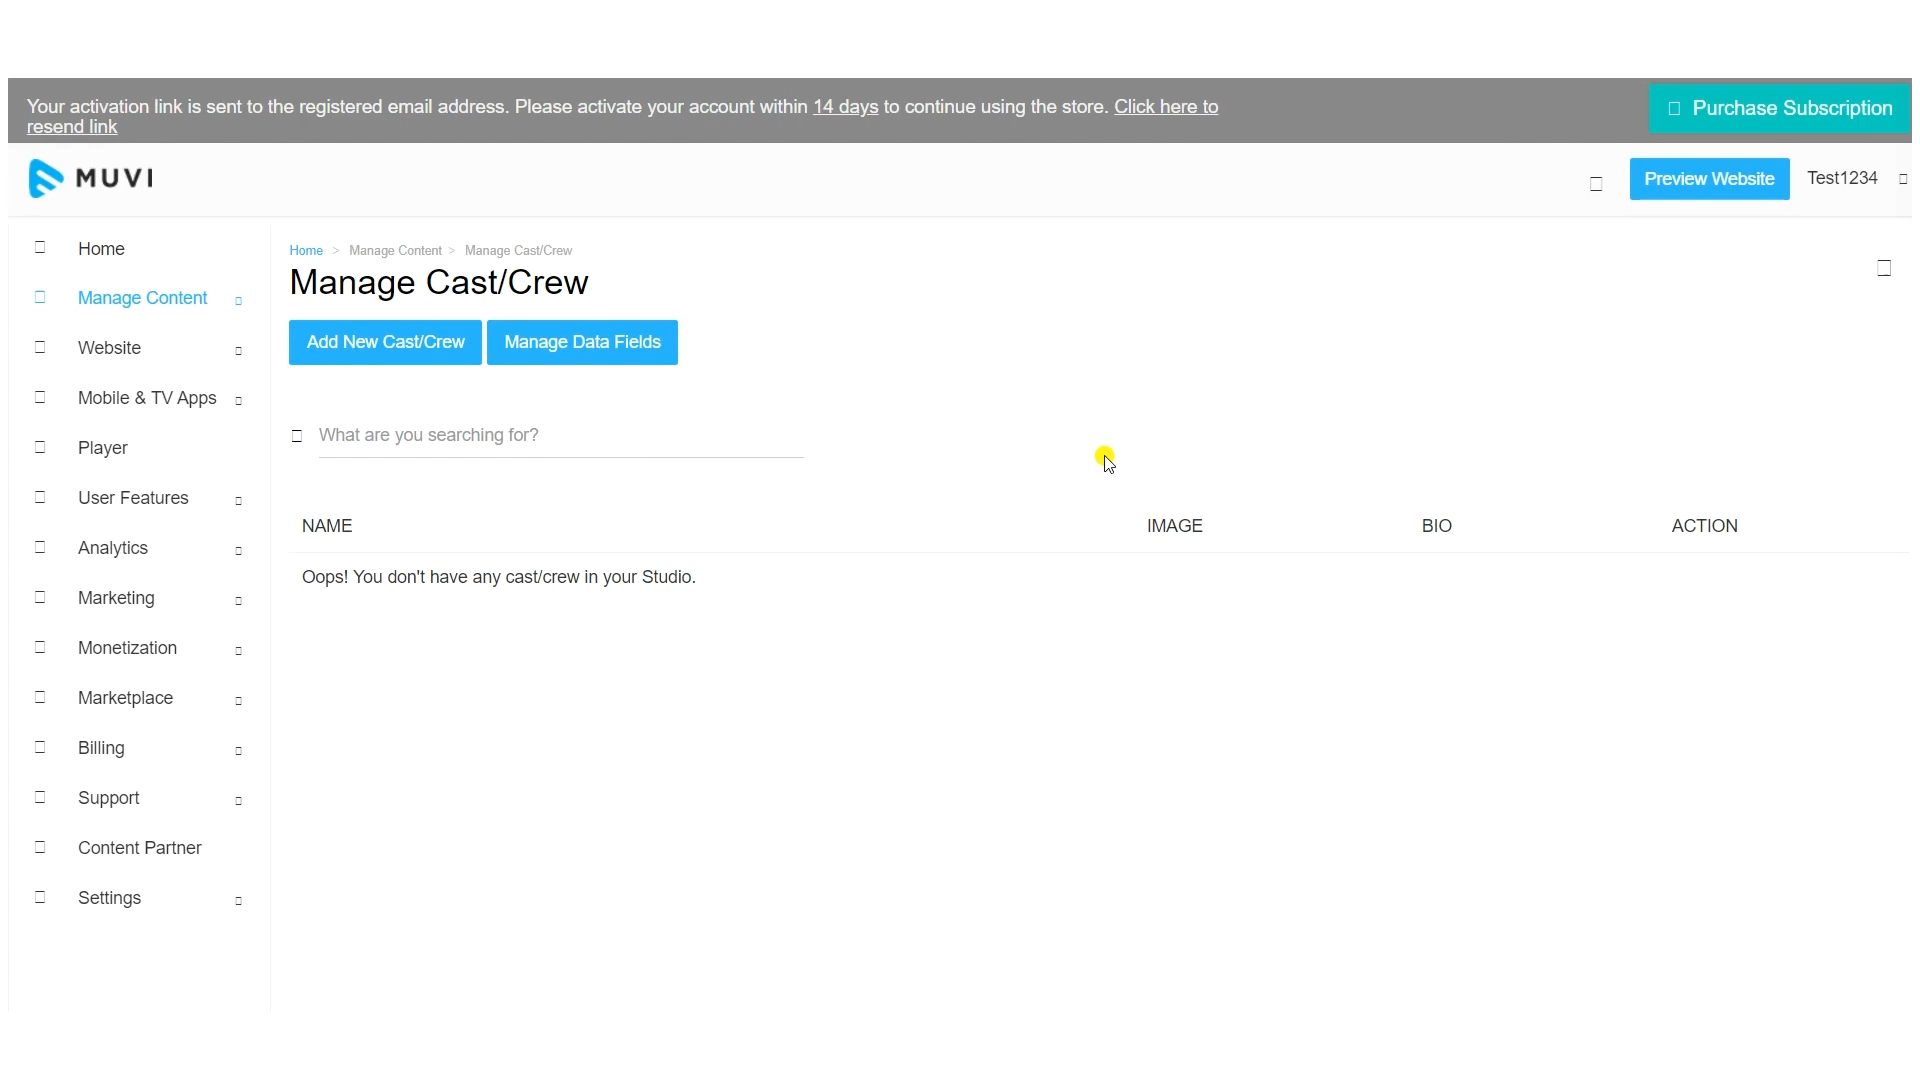 Your activation link is sent to the registered email address. Please activate your account within 14 days to continue using the store. Click here to
resend link
Purchase Subscription
MUVI
Preview Website
Test1234
Home
Manage Content
Website
Mobile & TV Apps
Player
User Features
Analytics
Marketing
Monetization
Marketplace
Billing
Support
Content Partner
Settings
Home > Manage Content > Manage Cast/Crew
Manage Cast/Crew
Add New Cast/Crew
Manage Data Fields
What are you searching for?
NAME IMAGE BIO ACTION
Oops! You don't have any cast/crew in your Studio.